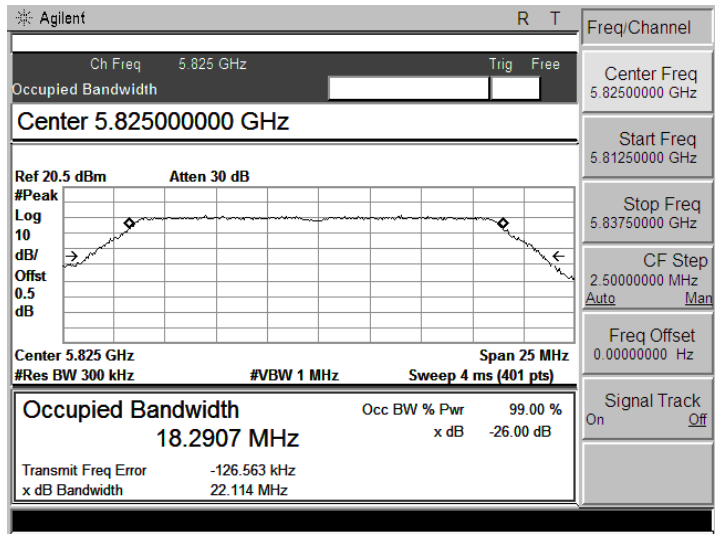 Agilent R T
Ch Freq 5.825 GHz Trig Free
Occupied Bandwidth
Center 5.825000000 GHz
Ref 20.5 dBm Atten 30 dB
#Peak
Log
10
dB/
Offst
0.5
dB
Center 5.825 GHz Span 25 MHz
#Res BW 300 kHz #VBW 1 MHz Sweep 4 ms (401 pts)
Occupied Bandwidth Occ BW % Pwr 99.00 %
18.2907 MHz x dB -26.00 dB
Transmit Freq Error -126.563 kHz
x dB Bandwidth 22.114 MHz
Freq/Channel
Center Freq
5.82500000 GHz
Start Freq
5.81250000 GHz
Stop Freq
5.83750000 GHz
CF Step
2.50000000 MHz
Auto Man
Freq Offset
0.00000000 Hz
Signal Track
On Off